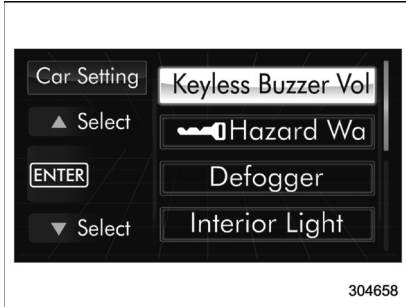 Car Setting
Keyless Buzzer Vol
▲ Select
Hazard Wa
ENTER
Defogger
▼ Select
Interior Light
304658